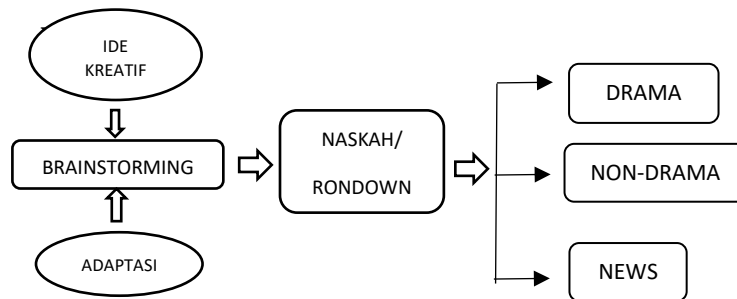 IDE
KREATIF
BRAINSTORMING
ADAPTASI
NASKAH/
RONDOWN
DRAMA
NON-DRAMA
NEWS